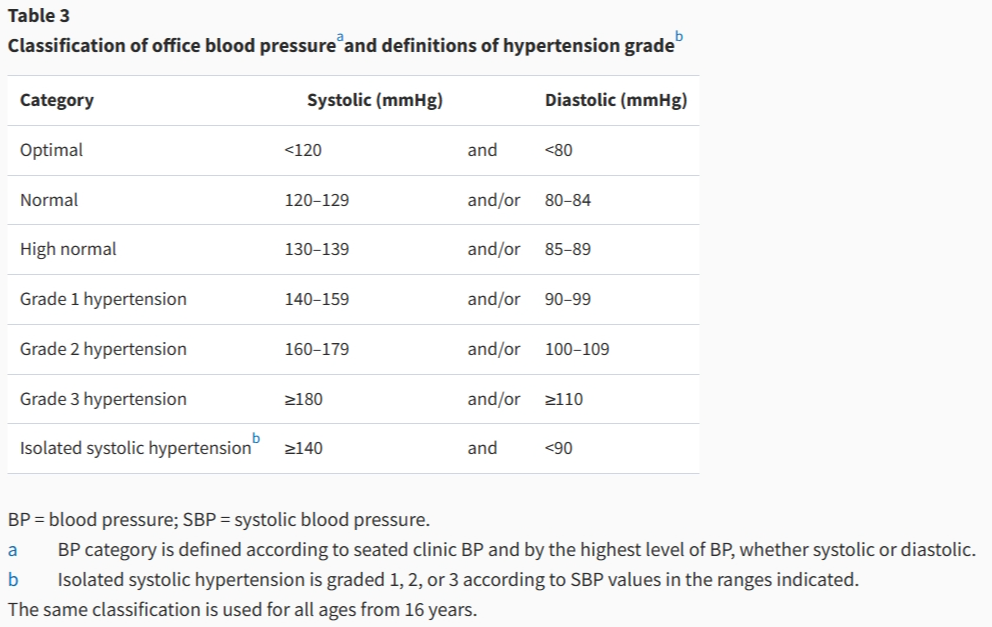 Table 3
Classification of office blood pressureaand definitions of hypertension gradeb
Category Systolic (mmHg) Diastolic (mmHg)
Optimal <120 and <80
Normal 120–129 and/or 80–84
High normal 130–139 and/or 85–89
Grade 1 hypertension 140–159 and/or 90–99
Grade 2 hypertension 160–179 and/or 100–109
Grade 3 hypertension ≥180 and/or ≥110
Isolated systolic hypertensionb ≥140 and <90
BP = blood pressure; SBP = systolic blood pressure.
a BP category is defined according to seated clinic BP and by the highest level of BP, whether systolic or diastolic.
b Isolated systolic hypertension is graded 1, 2, or 3 according to SBP values in the ranges indicated.
The same classification is used for all ages from 16 years.